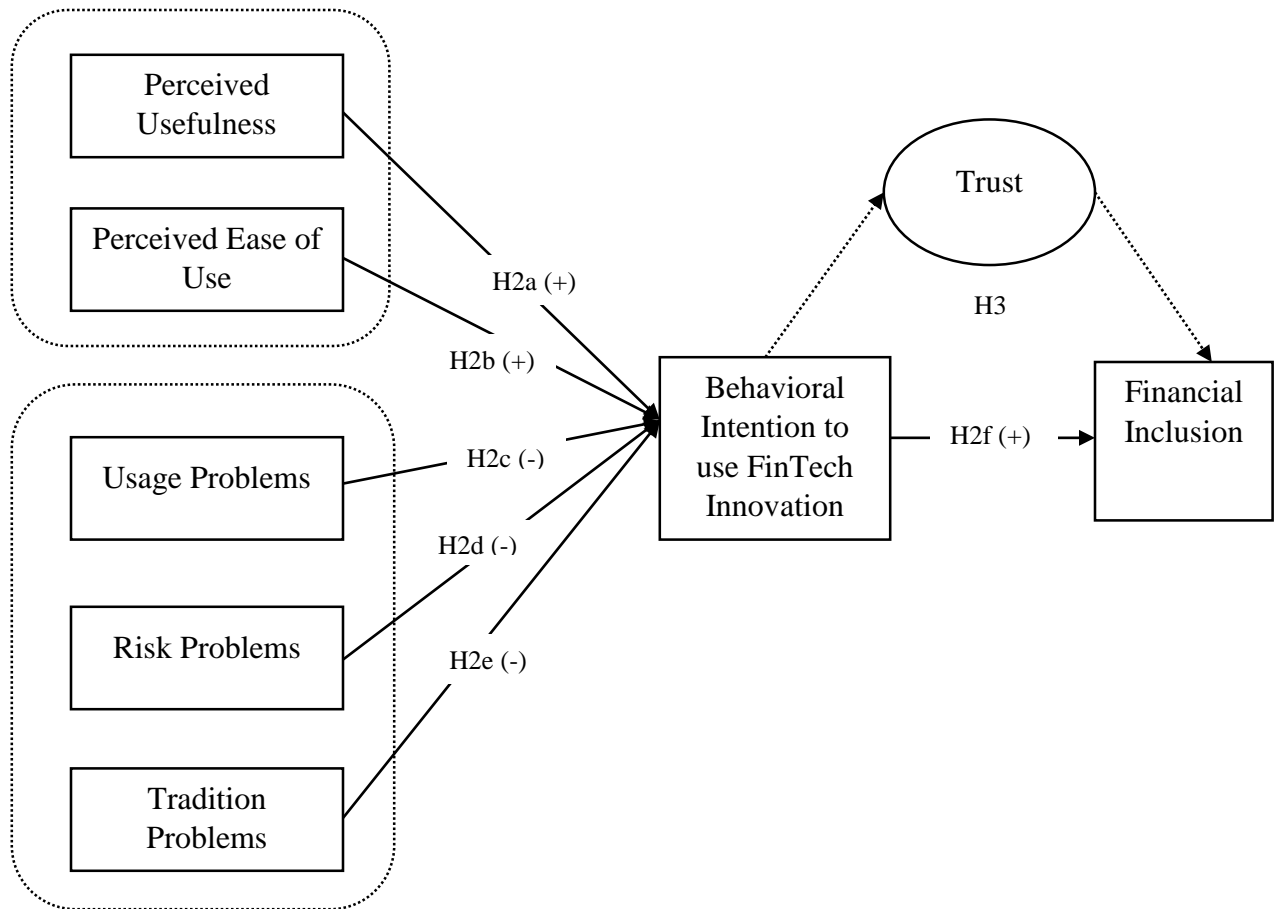 Perceived
Usefulness
Perceived Ease of
Use
Usage Problems
Risk Problems
Tradition
Problems
H2a (+)
H2b (+)
H2c (-)
H2d (-)
H2e (-)
Behavioral
Intention to
use FinTech
Innovation
Trust
H3
H2f (+)
Financial
Inclusion